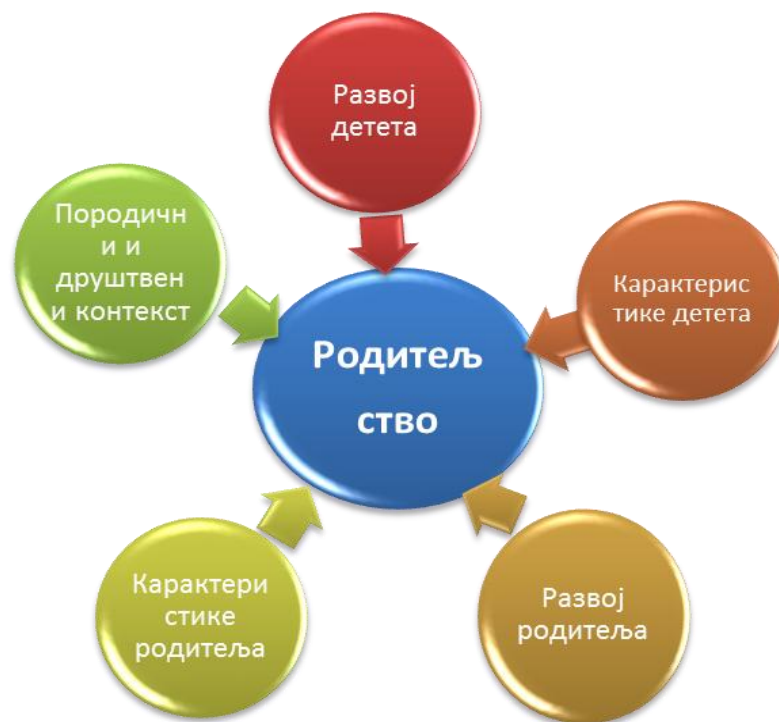 Развој
детета
Породичн
и и
друштвен
и контекст
Карактерис
тике детета
Родитељ
ство
Карактери
стике
родитеља
Развој
родитеља